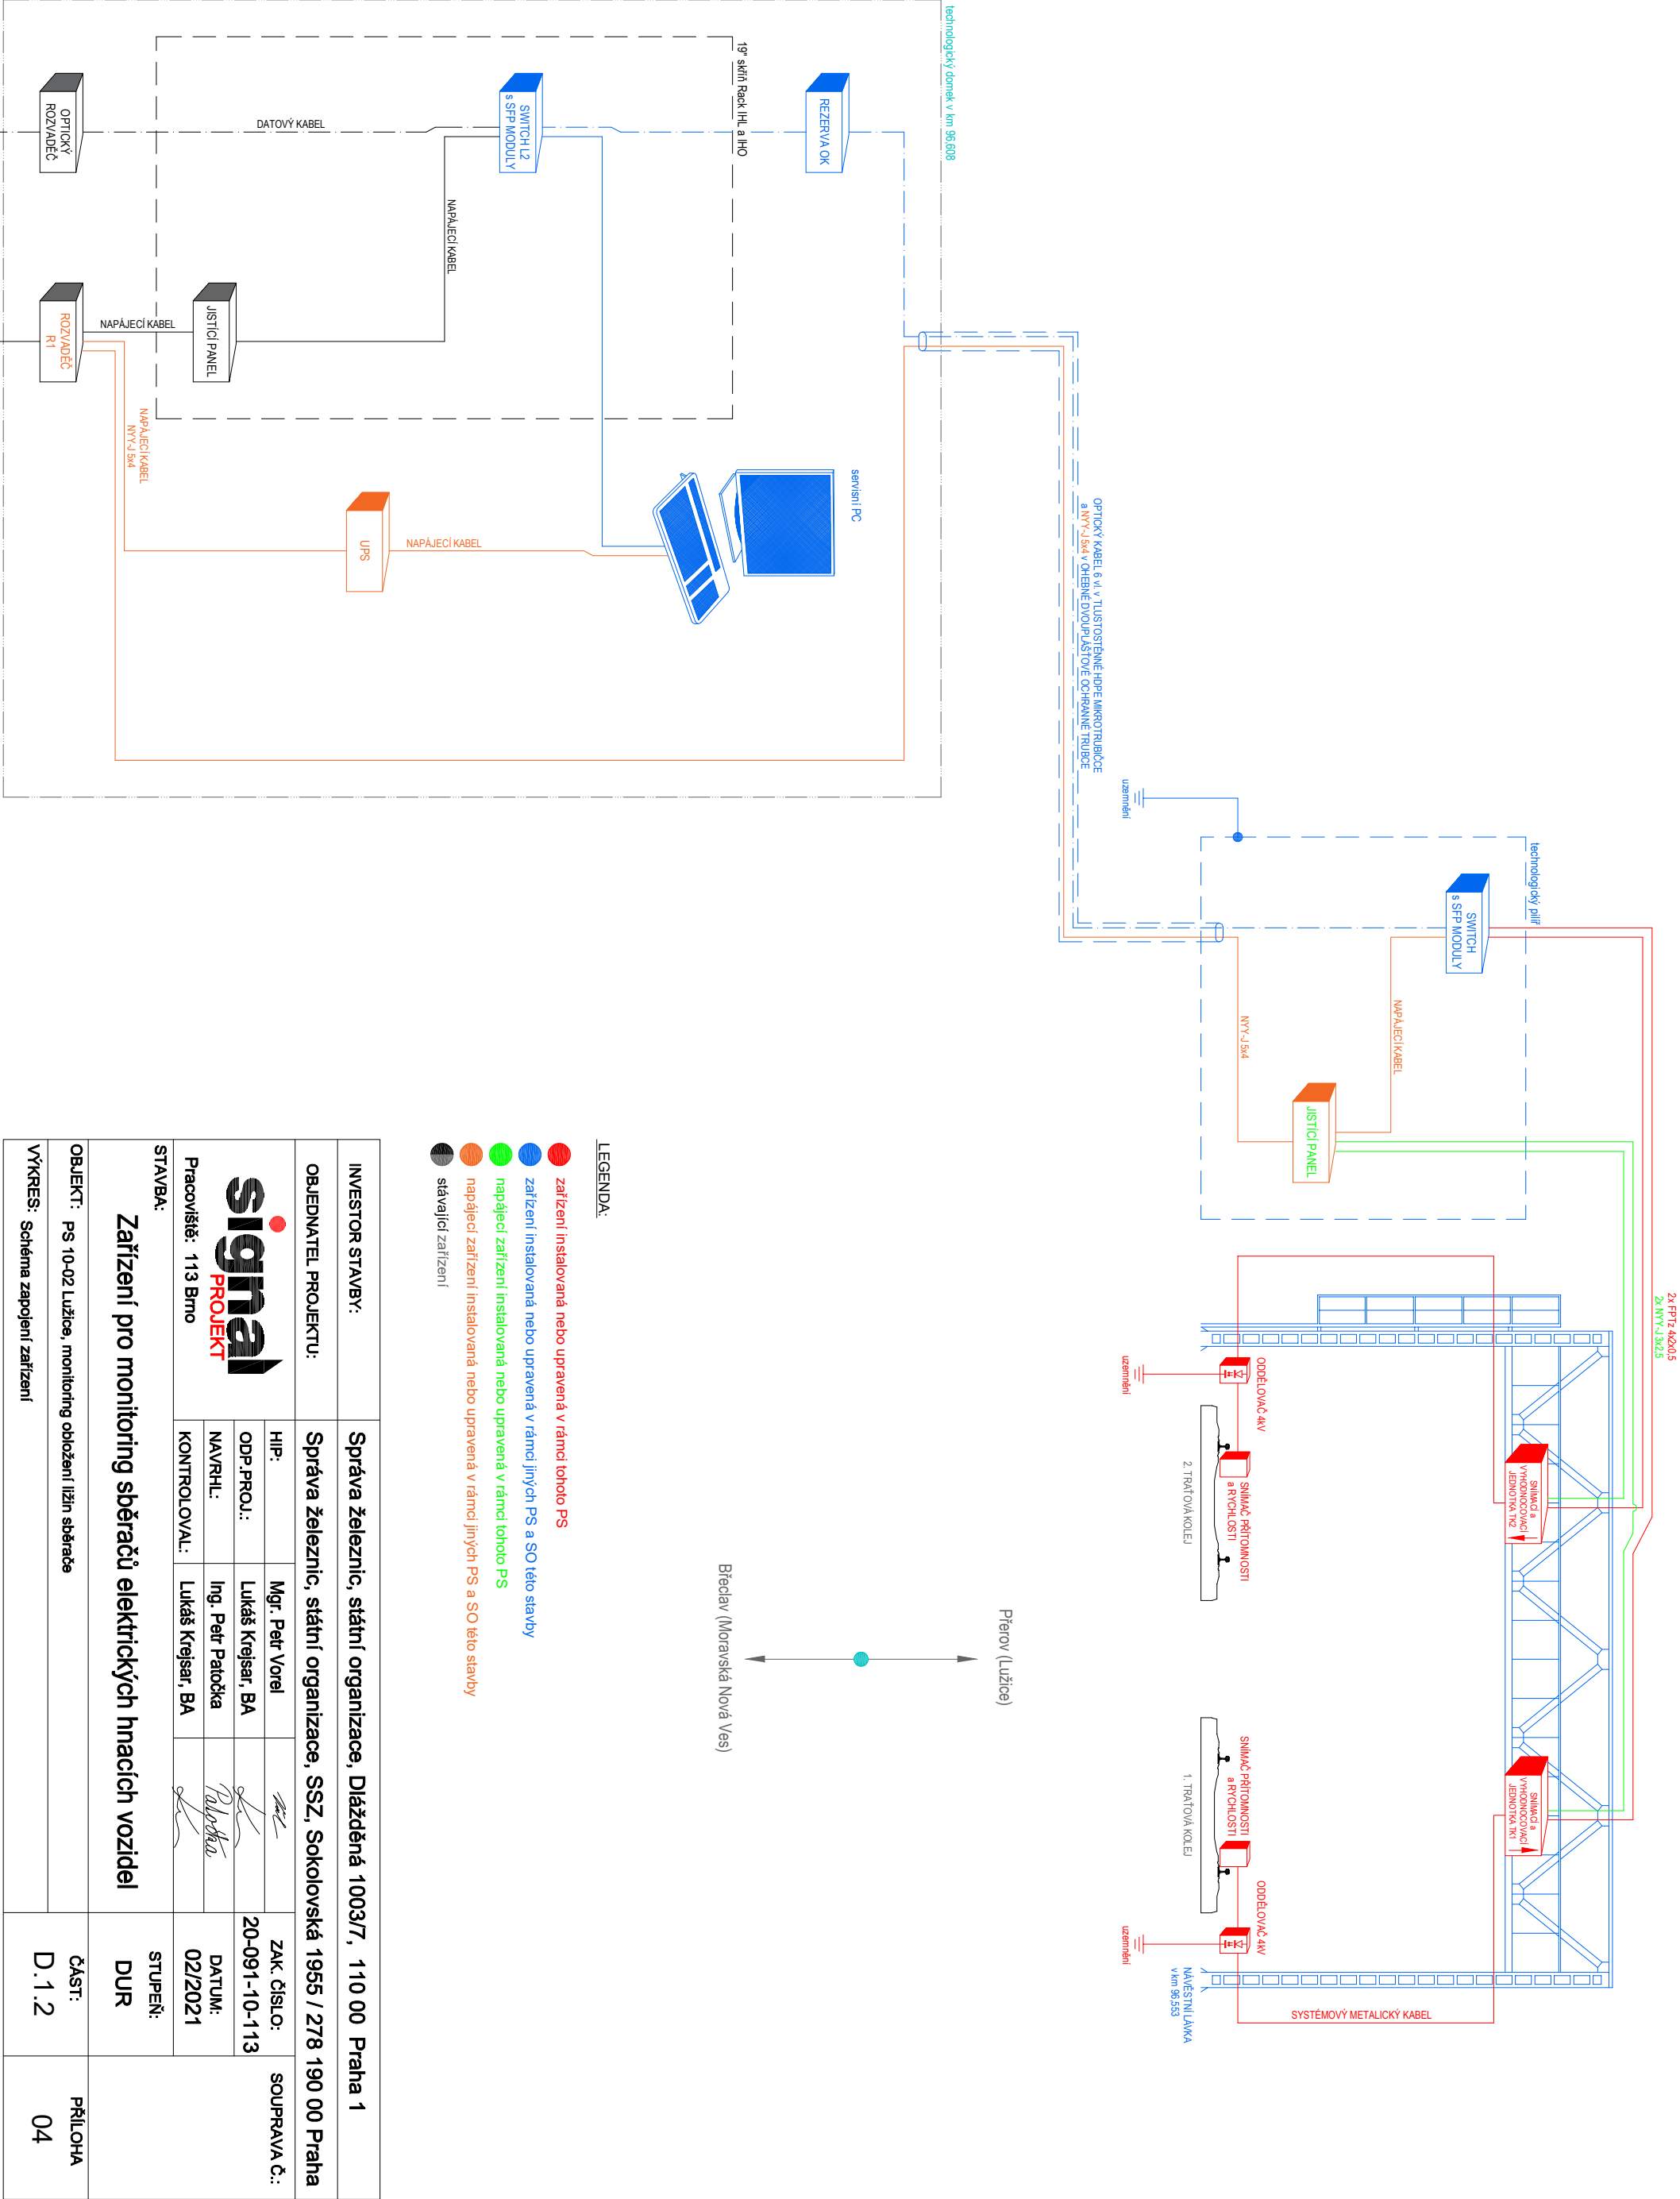 technologický domek v km 96,608
19" skříň Rack IHL a IHO
REZERVA OK
SWITCH L2
s SFP MODULY
DATOVÝ KABEL
OPTICKÝ
ROZVADĚČ
NAPÁJECÍ KABEL
JISTÍCÍ PANEL
NAPÁJECÍ KABEL
ROZVADĚČ
R1
NAPÁJECÍ KABEL
NYY-J 5x4
UPS
NAPÁJECÍ KABEL
servisní PC
OPTICKÝ KABEL 6 vl. v TLUSTOSTĚNNÉ HDPE MIKROTRUBIČCE
a NYY-J 5x4 v OHEBNÉ DVOUPLÁŠŤOVÉ OCHRANNÉ TRUBCE
uzemnění
technologický pilíř
SWITCH
s SFP MODULY
NAPÁJECÍ KABEL
NYY-J 5x4
JISTÍCÍ PANEL
2x FPTz 4x2x0,5
2x NYY-J 3x2,5
SNÍMACÍ a
VYHODNOCOVACÍ
JEDNOTKA TK2
SNÍMACÍ a
VYHODNOCOVACÍ
JEDNOTKA TK1
ODDĚLOVAČ 4kV
uzemnění
SNÍMAČ PŘÍTOMNOSTI
a RYCHLOSTI
2. TRAŤOVÁ KOLEJ
SNÍMAČ PŘÍTOMNOSTI
a RYCHLOSTI
1. TRAŤOVÁ KOLEJ
ODDĚLOVAČ 4kV
uzemnění
NÁVĚSTNÍ LÁVKA
v km 96,553
SYSTÉMOVÝ METALICKÝ KABEL
Přerov (Lužice)
Břeclav (Moravská Nová Ves)
LEGENDA:
zařízení instalovaná nebo upravená v rámci tohoto PS
zařízení instalovaná nebo upravená v rámci jiných PS a SO této stavby
napájecí zařízení instalovaná nebo upravená v rámci tohoto PS
napájecí zařízení instalovaná nebo upravená v rámci jiných PS a SO této stavby
stávající zařízení
INVESTOR STAVBY: Správa železnic, státní organizace, Dlážděná 1003/7, 110 00 Praha 1
OBJEDNATEL PROJEKTU: Správa železnic, státní organizace, SSZ, Sokolovská 1955 / 278 190 00 Praha
signal
PROJEKT
Pracoviště: 113 Brno
HIP: Mgr. Petr Vorel
ODP.PROJ.: Lukáš Krejsar, BA
NAVRHL: Ing. Petr Patočka Patočka
KONTROLOVAL: Lukáš Krejsar, BA
ZAK. ČÍSLO:
20-091-10-113
DATUM:
02/2021
SOUPRAVA Č.:
STAVBA:
Zařízení pro monitoring sběračů elektrických hnacích vozidel
STUPEŇ:
DUR
OBJEKT: PS 10-02 Lužice, monitoring obložení ližin sběrače
VÝKRES: Schéma zapojení zařízení
ČÁST:
D.1.2
PŘÍLOHA
04